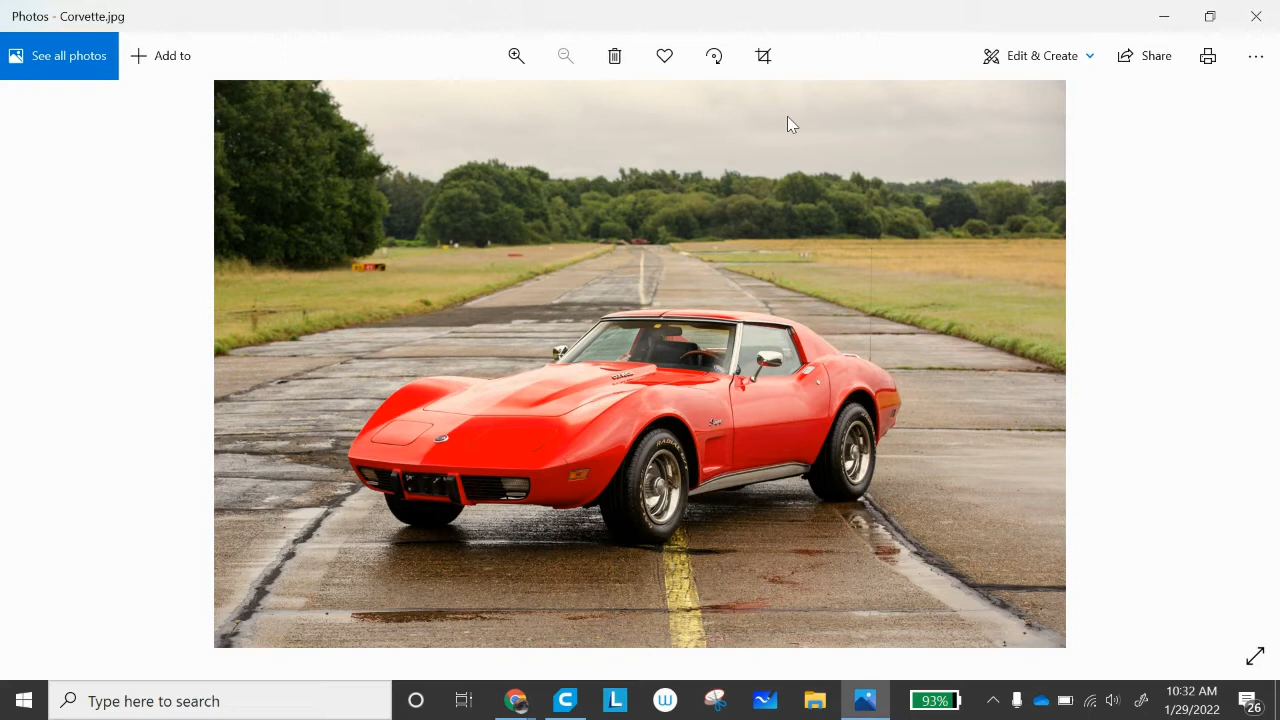 Photos - Corvette.jpg
See all photos
Add to
Edit & Create
Share
Type here to search
93%
10:32 AM
1/29/2022
26